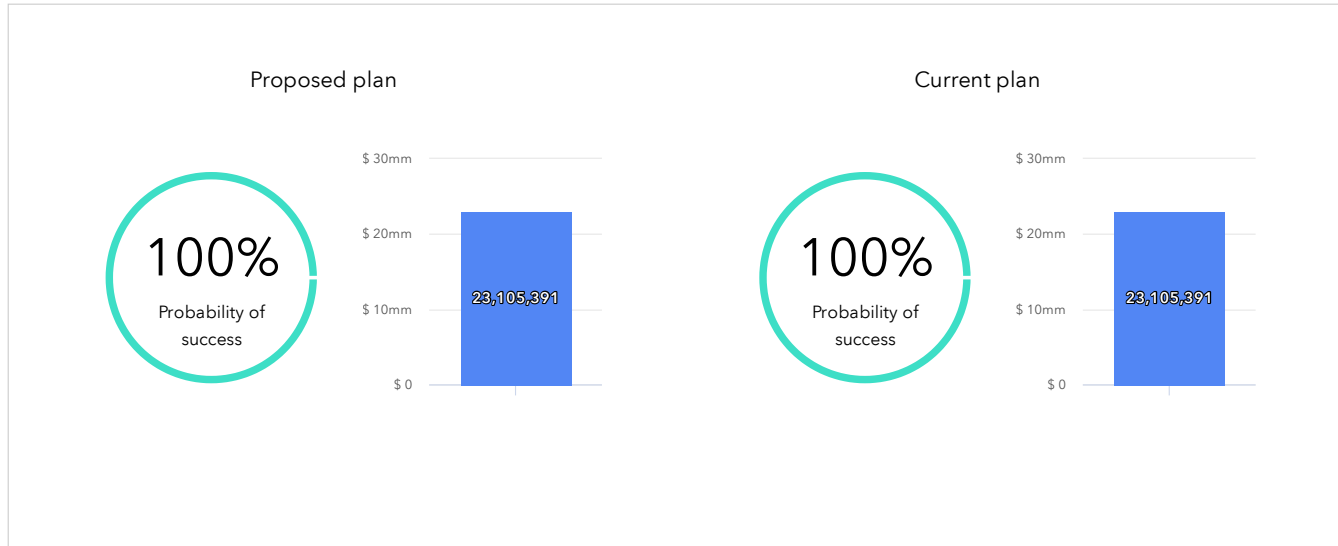 Proposed plan
100%
Probability of
success
$ 30mm
$ 20mm
$ 10mm
$ 0
23,105,391
Current plan
100%
Probability of
success
$ 30mm
$ 20mm
$ 10mm
$ 0
23,105,391